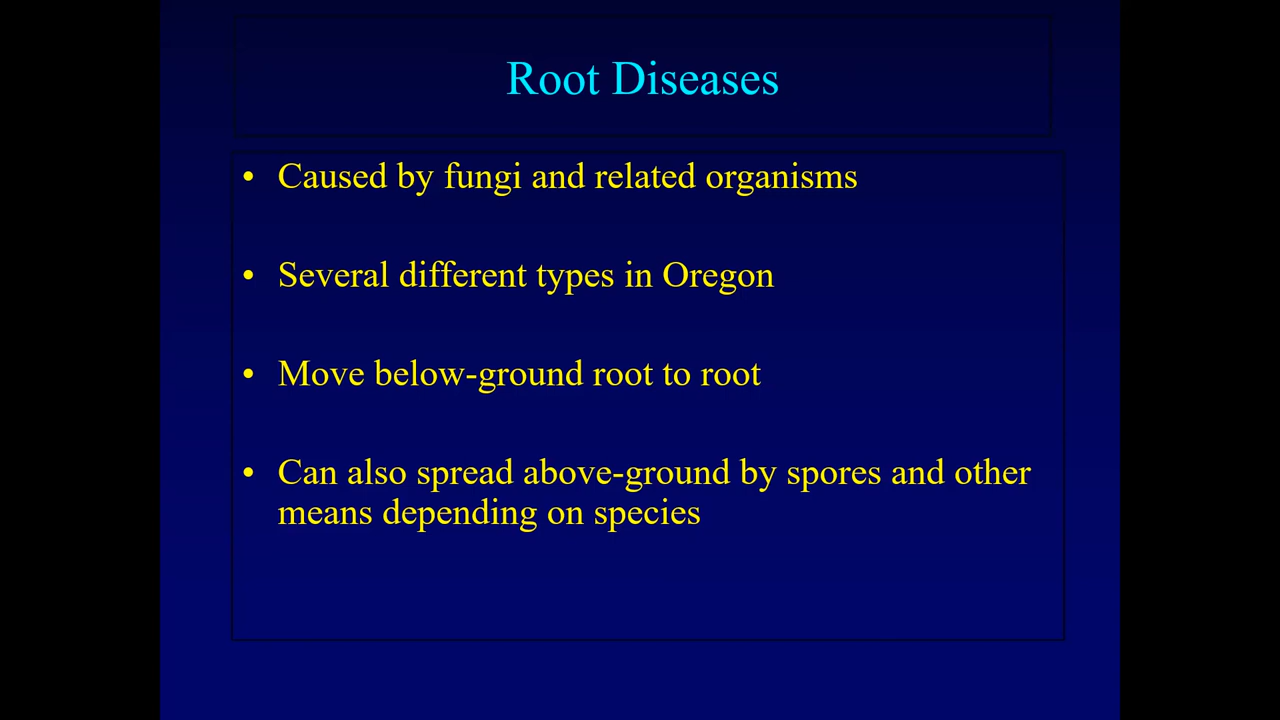 Root Diseases
• Caused by fungi and related organisms
• Several different types in Oregon
• Move below-ground root to root
• Can also spread above-ground by spores and other
means depending on species